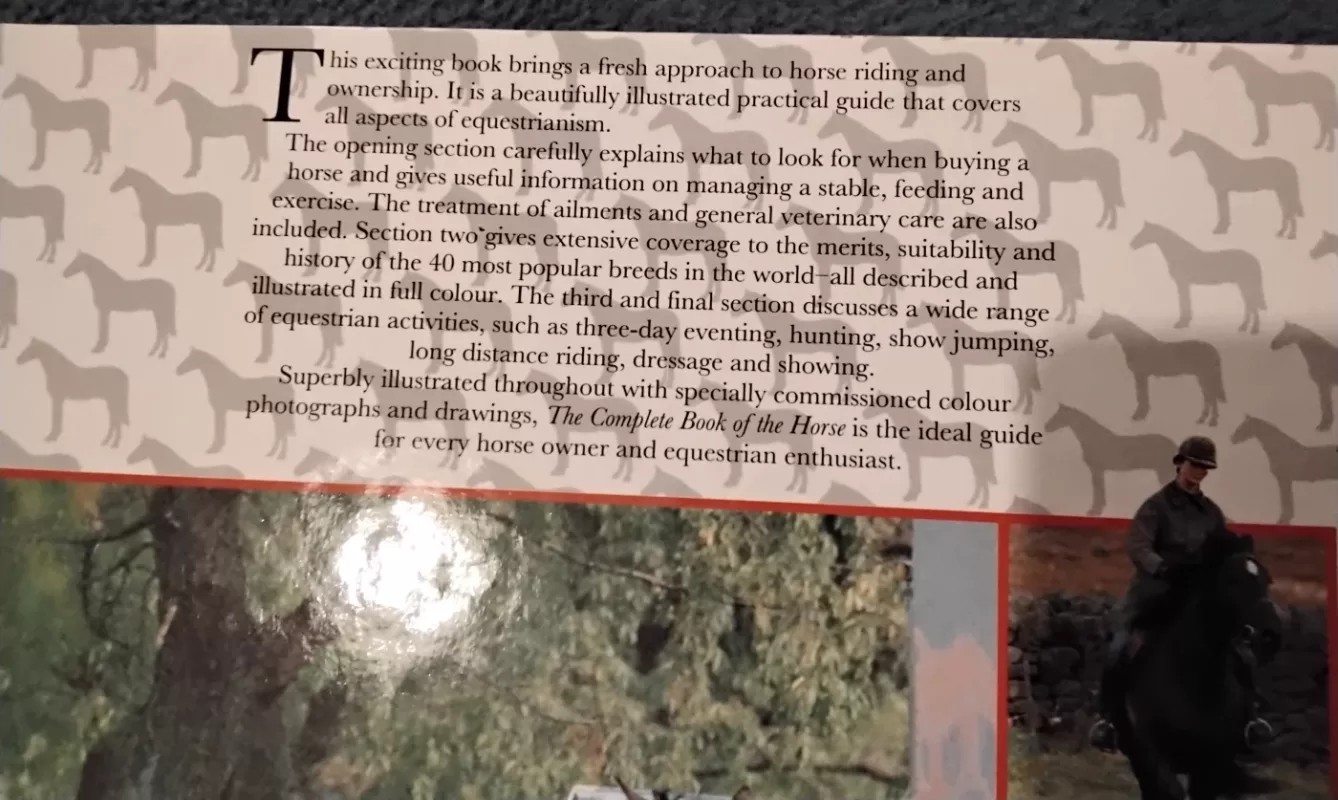 This exciting book brings a fresh approach to horse riding and
ownership. It is a beautifully illustrated practical guide that covers
all aspects of equestrianism.
The opening section carefully explains what to look for when buying a
horse and gives useful information on managing a stable, feeding and
exercise. The treatment of ailments and general veterinary care are also
included. Section two gives extensive coverage to the merits, suitability and
history of the 40 most popular breeds in the world–all described and
illustrated in full colour. The third and final section discusses a wide range
of equestrian activities, such as three-day eventing, hunting, show jumping,
long distance riding, dressage and showing.
Superbly illustrated throughout with specially commissioned colour
photographs and drawings, The Complete Book of the Horse is the ideal guide
for every horse owner and equestrian enthusiast.